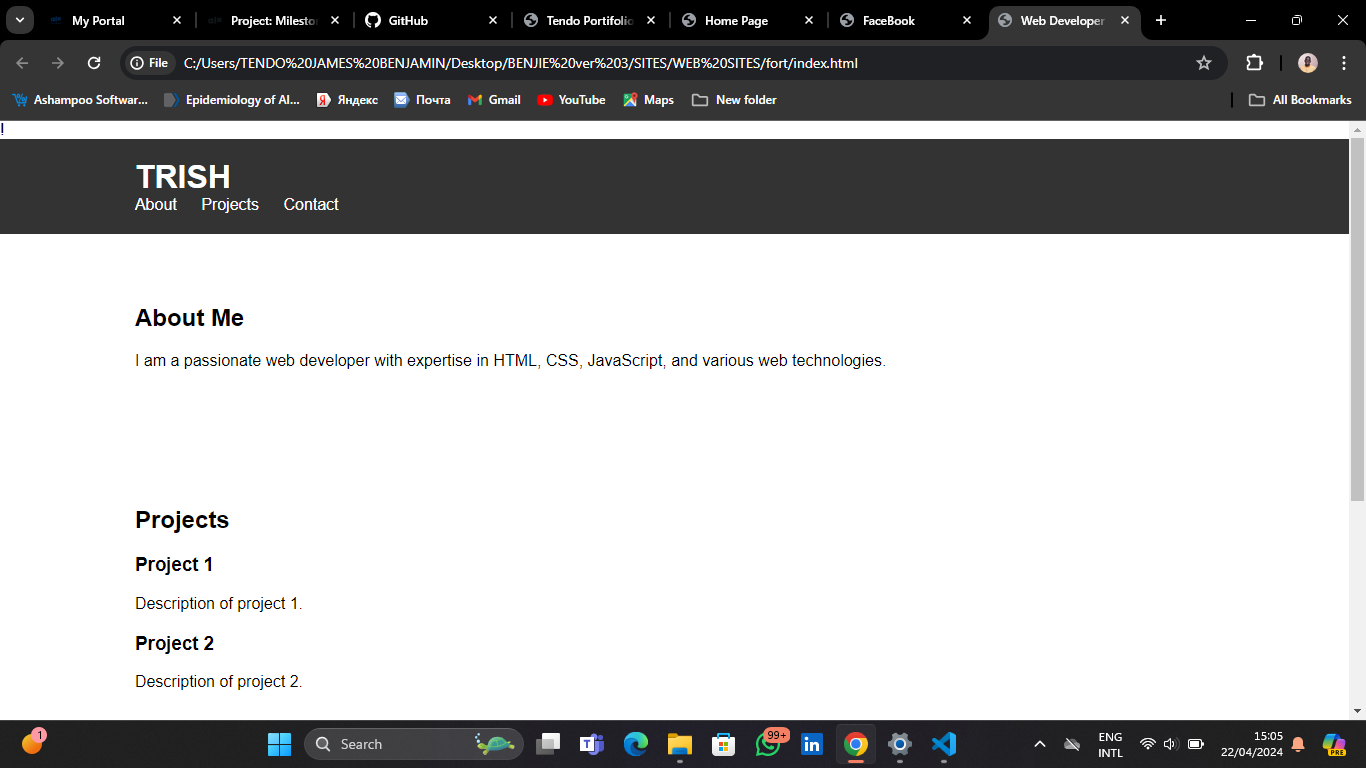 My Portal
Project: Milesto
GitHub
Tendo Portifolio
Home Page
FaceBook
Web Developer
File C:/Users/TENDO%20JAMES%20BENJAMIN/Desktop/BENJIE%20ver%203/SITES/WEB%20SITES/fort/index.html
Ashampoo Softwar... Epidemiology of Al... Яндекс Почта Gmail YouTube Maps New folder All Bookmarks
!
TRISH
About Projects Contact
About Me
I am a passionate web developer with expertise in HTML, CSS, JavaScript, and various web technologies.
Projects
Project 1
Description of project 1.
Project 2
Description of project 2.
1
Search
99+
PRE
ENG
INTL
15:05
22/04/2024